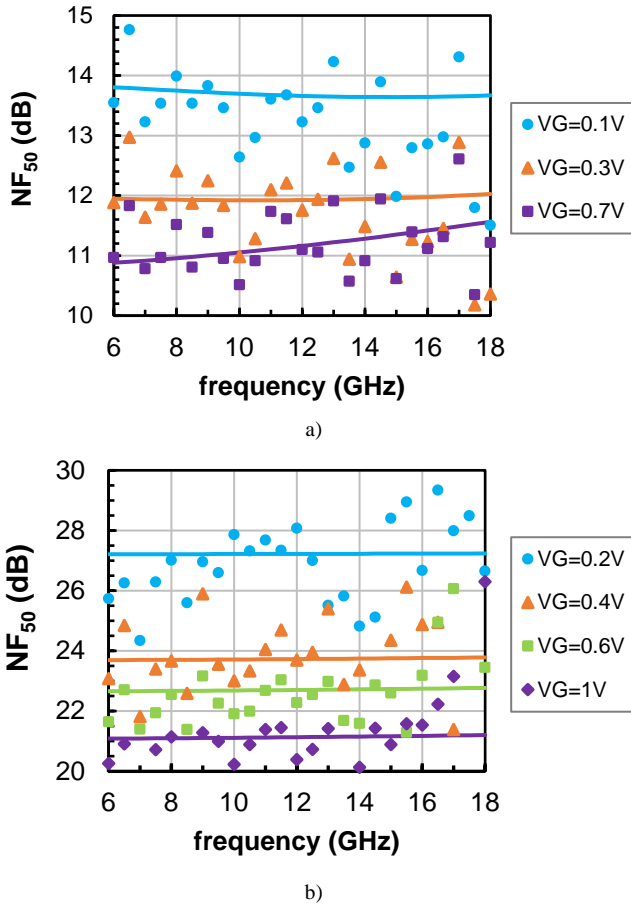 15
14
13
12
11
10
NF50 (dB)
6 8 10 12 14 16 18
frequency (GHz)
VG=0.1V
VG=0.3V
VG=0.7V
a)
30
28
26
24
22
20
NF50 (dB)
6 8 10 12 14 16 18
frequency (GHz)
VG=0.2V
VG=0.4V
VG=0.6V
VG=1V
b)